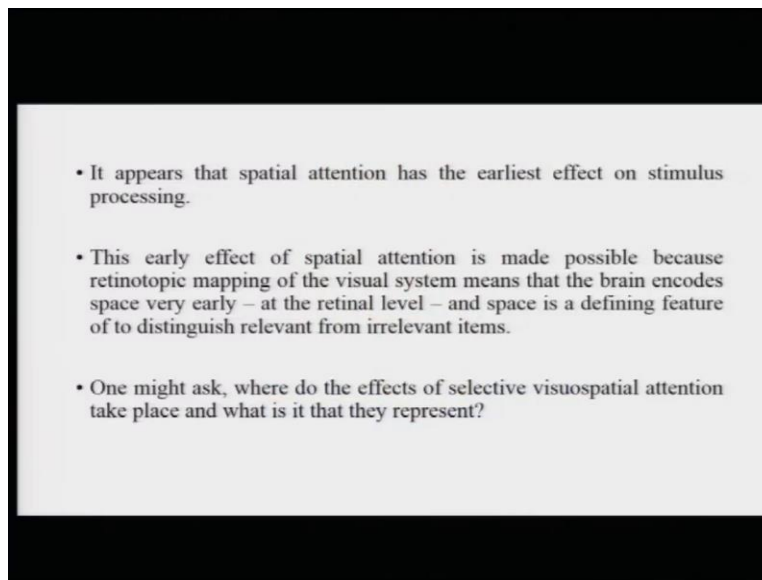 • It appears that spatial attention has the earliest effect on stimulus
processing.
• This early effect of spatial attention is made possible because
retinotopic mapping of the visual system means that the brain encodes
space very early – at the retinal level – and space is a defining feature
of to distinguish relevant from irrelevant items.
• One might ask, where do the effects of selective visuospatial attention
take place and what is it that they represent?